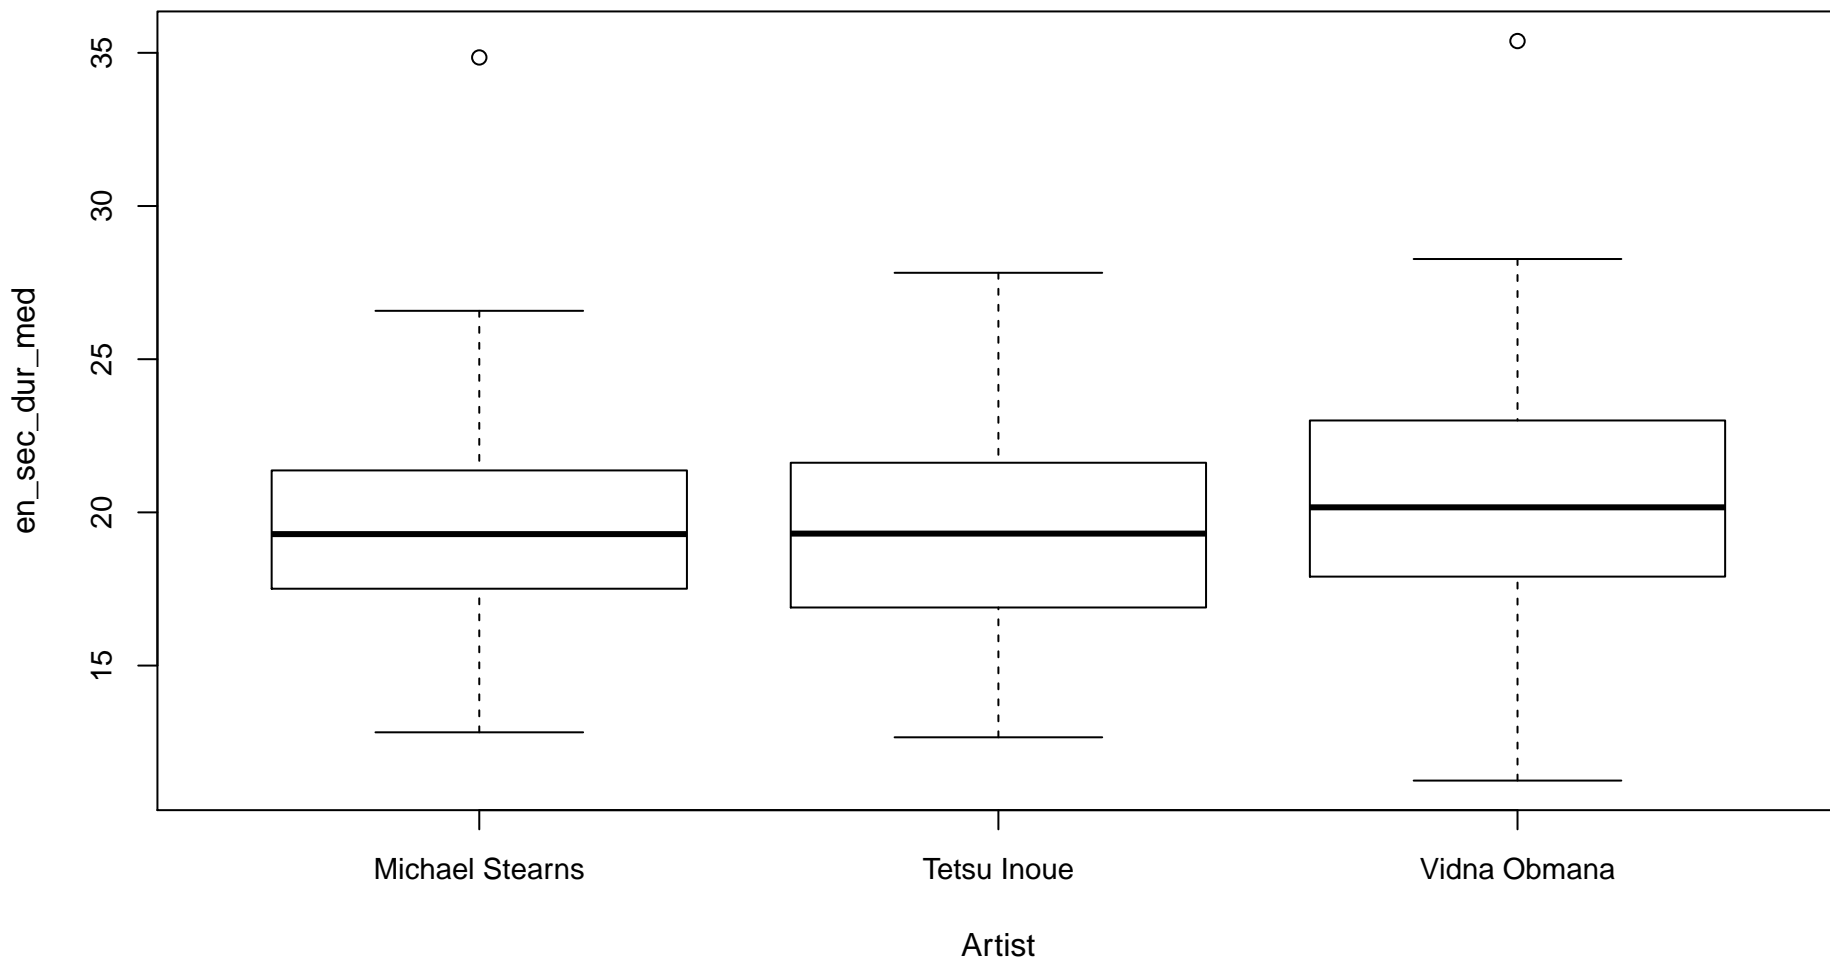 en_sec_dur_med
35
30
25
20
15
Michael Stearns
Tetsu Inoue
Vidna Obmana
Artist